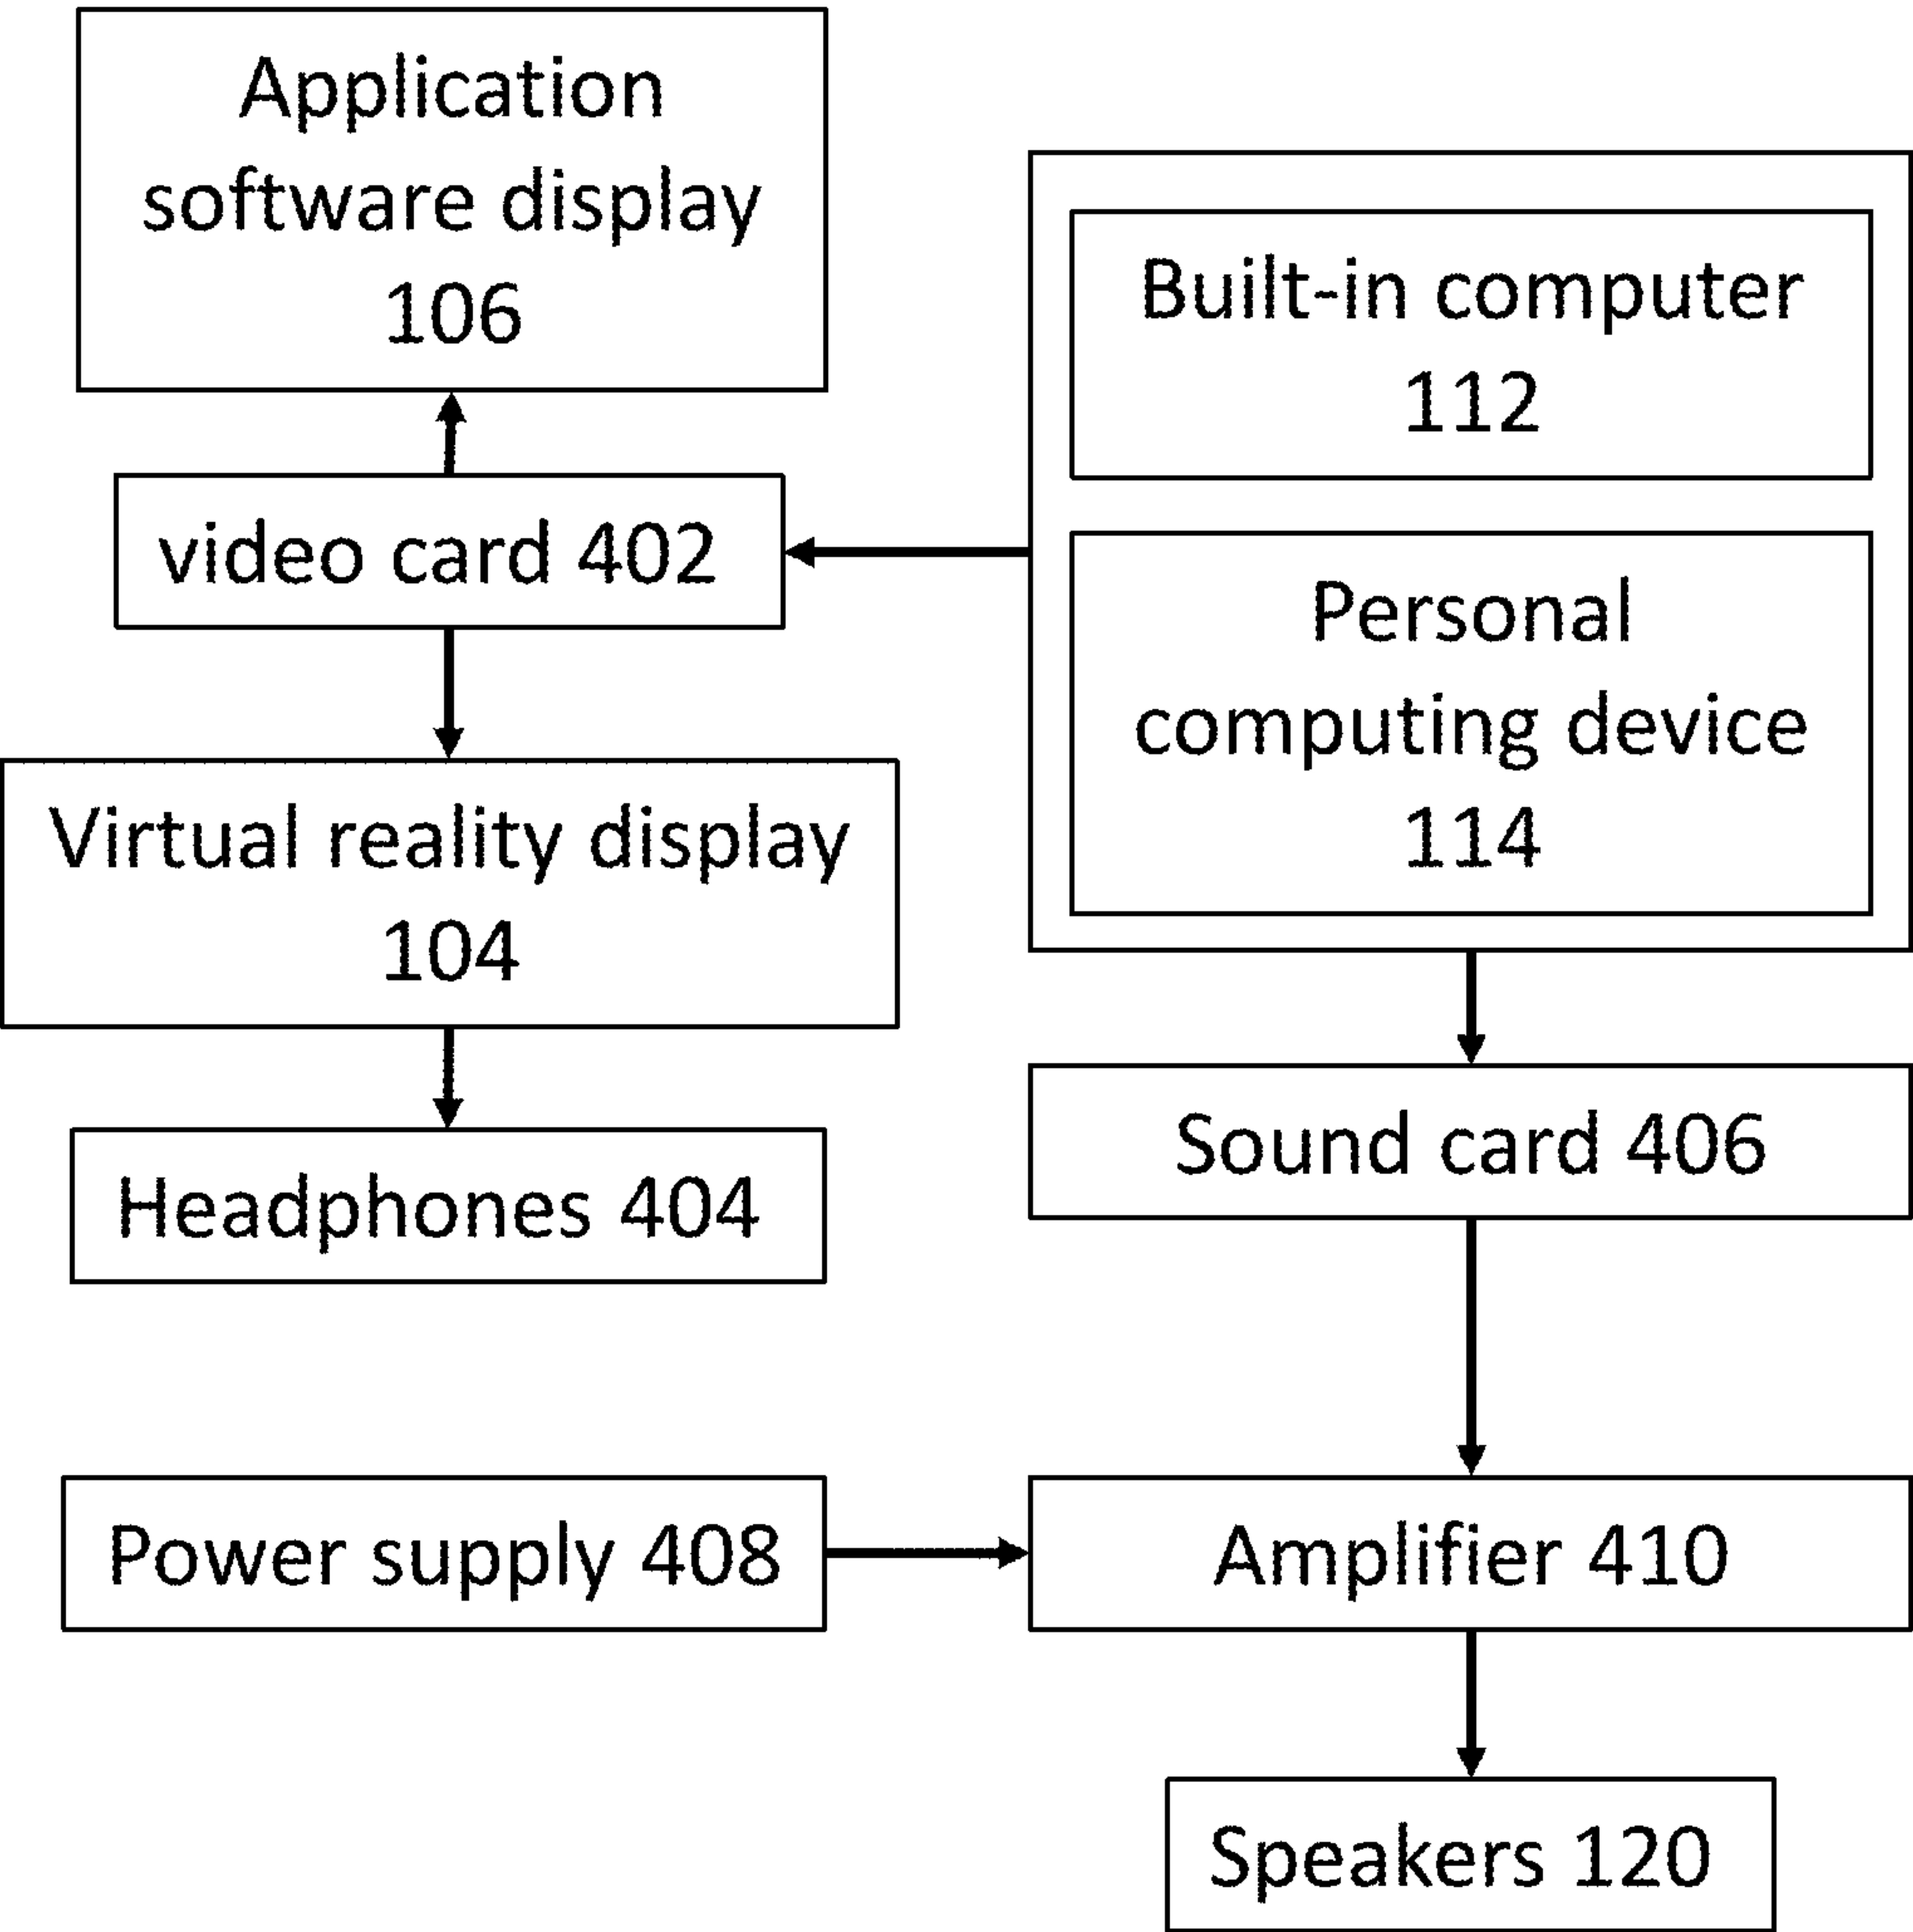 Application
software display
106
Built-in computer
112
video card 402
Personal
computing device
114
Virtual reality display
104
Sound card 406
Headphones 404
Power supply 408
Amplifier 410
Speakers 120